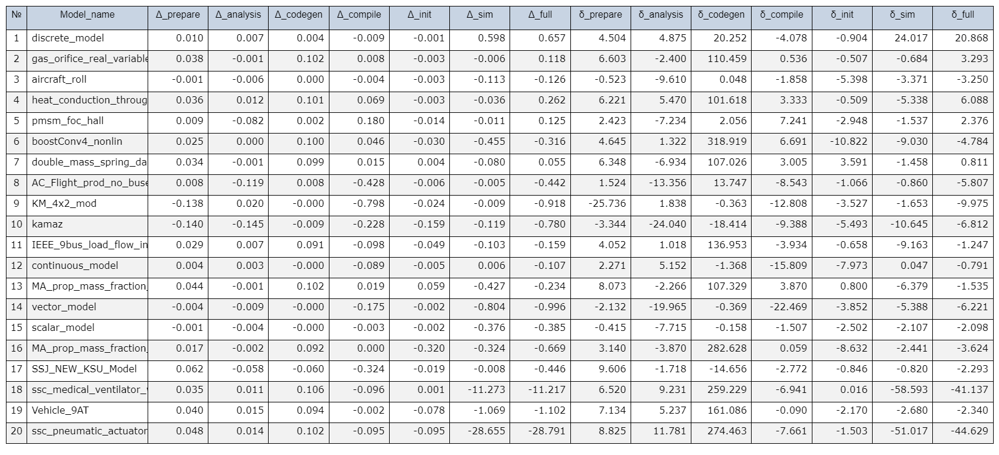 № Model_name Δ_prepare Δ_analysis Δ_codegen Δ_compile Δ_init Δ_sim Δ_full δ_prepare δ_analysis δ_codegen δ_compile δ_init δ_sim δ_full
1 discrete_model 0.010 0.007 0.004 -0.009 -0.001 0.598 0.657 4.504 4.875 20.252 -4.078 -0.904 24.017 20.868
2 gas_orifice_real_variable 0.038 -0.001 0.102 0.008 -0.003 -0.006 0.118 6.603 -2.400 110.459 0.536 -0.507 -0.684 3.293
3 aircraft_roll -0.001 -0.006 0.000 -0.004 -0.003 -0.113 -0.126 -0.523 -9.610 0.048 -1.858 -5.398 -3.371 -3.250
4 heat_conduction_throug 0.036 0.012 0.101 0.069 -0.003 -0.036 0.262 6.221 5.470 101.618 3.333 -0.509 -5.338 6.088
5 pmsm_foc_hall 0.009 -0.082 0.002 0.180 -0.014 -0.011 0.125 2.423 -7.234 2.056 7.241 -2.948 -1.537 2.376
6 boostConv4_nonlin 0.025 0.000 0.100 0.046 -0.030 -0.455 -0.316 4.645 1.322 318.919 6.691 -10.822 -9.030 -4.784
7 double_mass_spring_da 0.034 -0.001 0.099 0.015 0.004 -0.080 0.055 6.348 -6.934 107.026 3.005 3.591 -1.458 0.811
8 AC_Flight_prod_no_buse 0.008 -0.119 0.008 -0.428 -0.006 -0.005 -0.442 1.524 -13.356 13.747 -8.543 -1.066 -0.860 -5.807
9 KM_4x2_mod -0.138 0.020 -0.000 -0.798 -0.024 -0.009 -0.918 -25.736 1.838 -0.363 -12.808 -3.527 -1.653 -9.975
10 kamaz -0.140 -0.145 -0.009 -0.228 -0.159 -0.119 -0.780 -3.344 -24.040 -18.414 -9.388 -5.493 -10.645 -6.812
11 IEEE_9bus_load_flow_in 0.029 0.007 0.091 -0.098 -0.049 -0.103 -0.159 4.052 1.018 136.953 -3.934 -0.658 -9.163 -1.247
12 continuous_model 0.004 0.003 -0.000 -0.089 -0.005 0.006 -0.107 2.271 5.152 -1.368 -15.809 -7.973 0.047 -0.791
13 MA_prop_mass_fraction_ 0.044 -0.001 0.102 0.019 0.059 -0.427 -0.234 8.073 -2.266 107.329 3.870 0.800 -6.379 -1.535
14 vector_model -0.004 -0.009 -0.000 -0.175 -0.002 -0.804 -0.996 -2.132 -19.965 -0.369 -22.469 -3.852 -5.388 -6.221
15 scalar_model -0.001 -0.004 -0.000 -0.003 -0.002 -0.376 -0.385 -0.415 -7.715 -0.158 -1.507 -2.502 -2.107 -2.098
16 MA_prop_mass_fraction_ 0.017 -0.002 0.092 0.000 -0.320 -0.324 -0.669 3.140 -3.870 282.628 0.059 -8.632 -2.441 -3.624
17 SSJ_NEW_KSU_Model 0.062 -0.058 -0.060 -0.324 -0.019 -0.008 -0.446 9.606 -1.718 -14.656 -2.772 -0.846 -0.820 -2.293
18 ssc_medical_ventilator_ 0.035 0.011 0.106 -0.096 0.001 -11.273 -11.217 6.520 9.231 259.229 -6.941 0.016 -58.593 -41.137
19 Vehicle_9AT 0.040 0.015 0.094 -0.002 -0.078 -1.069 -1.102 7.134 5.237 161.086 -0.090 -2.170 -2.680 -2.340
20 ssc_pneumatic_actuator 0.048 0.014 0.102 -0.095 -0.095 -28.655 -28.791 8.825 11.781 274.463 -7.661 -1.503 -51.017 -44.629